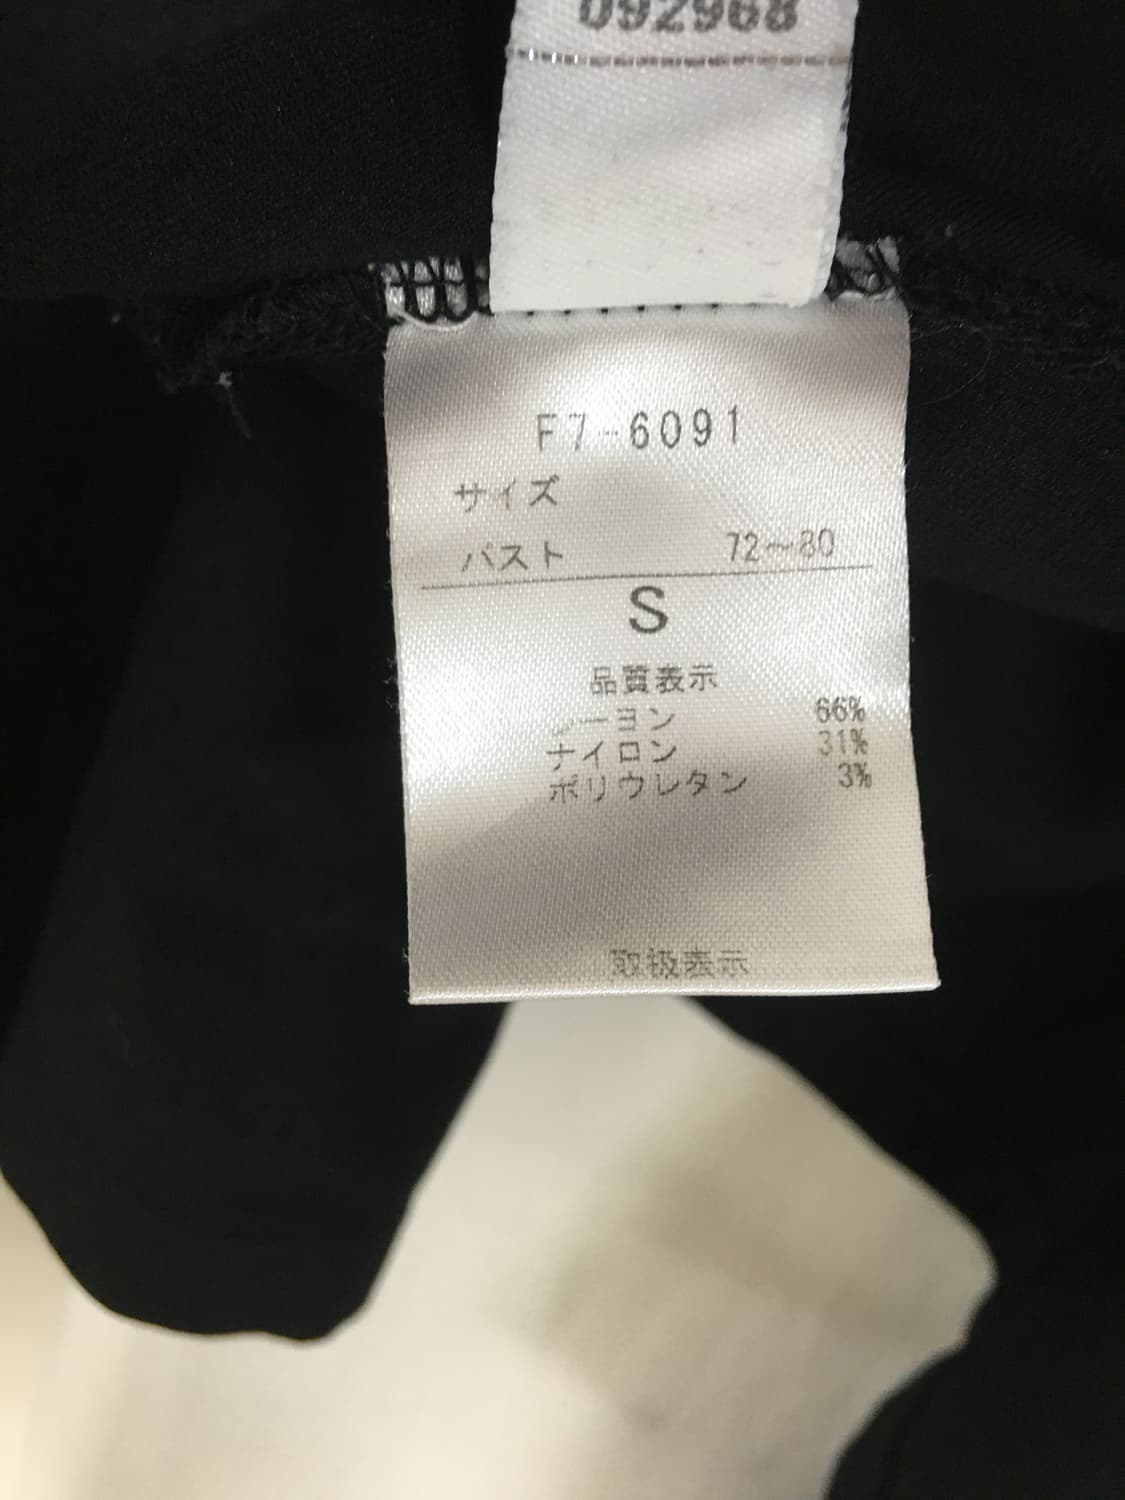 092968
F7-6091
サイズ
バスト 72~80
S
品質表示
レーヨン 66%
ナイロン 31%
ポリウレタン 3%
取扱表示